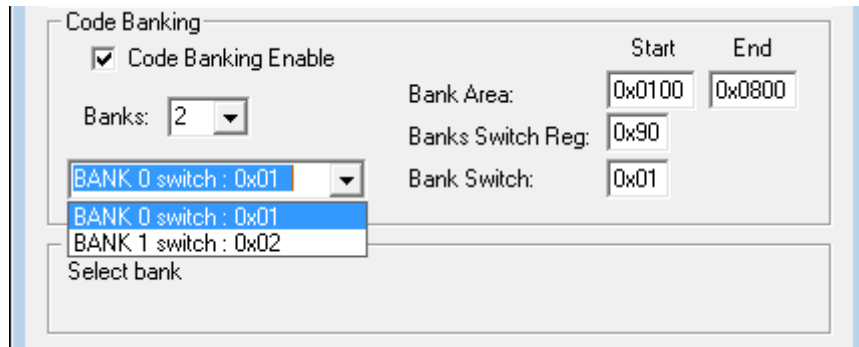 Code Banking
Code Banking Enable
Start End
Banks: 2
Bank Area: 0x0100 0x0800
Banks Switch Reg: 0x90
BANK 0 switch : 0x01
Bank Switch: 0x01
BANK 0 switch : 0x01
BANK 1 switch : 0x02
Select bank